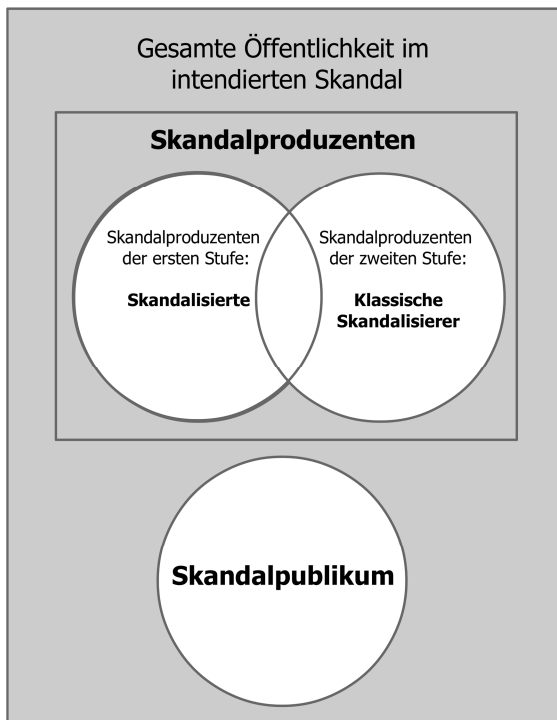 Gesamte Öffentlichkeit im
intendierten Skandal
Skandalproduzenten
Skandalproduzenten
der ersten Stufe:
Skandalisierte
Skandalproduzenten
der zweiten Stufe:
Klassische
Skandalisierer
Skandalpublikum